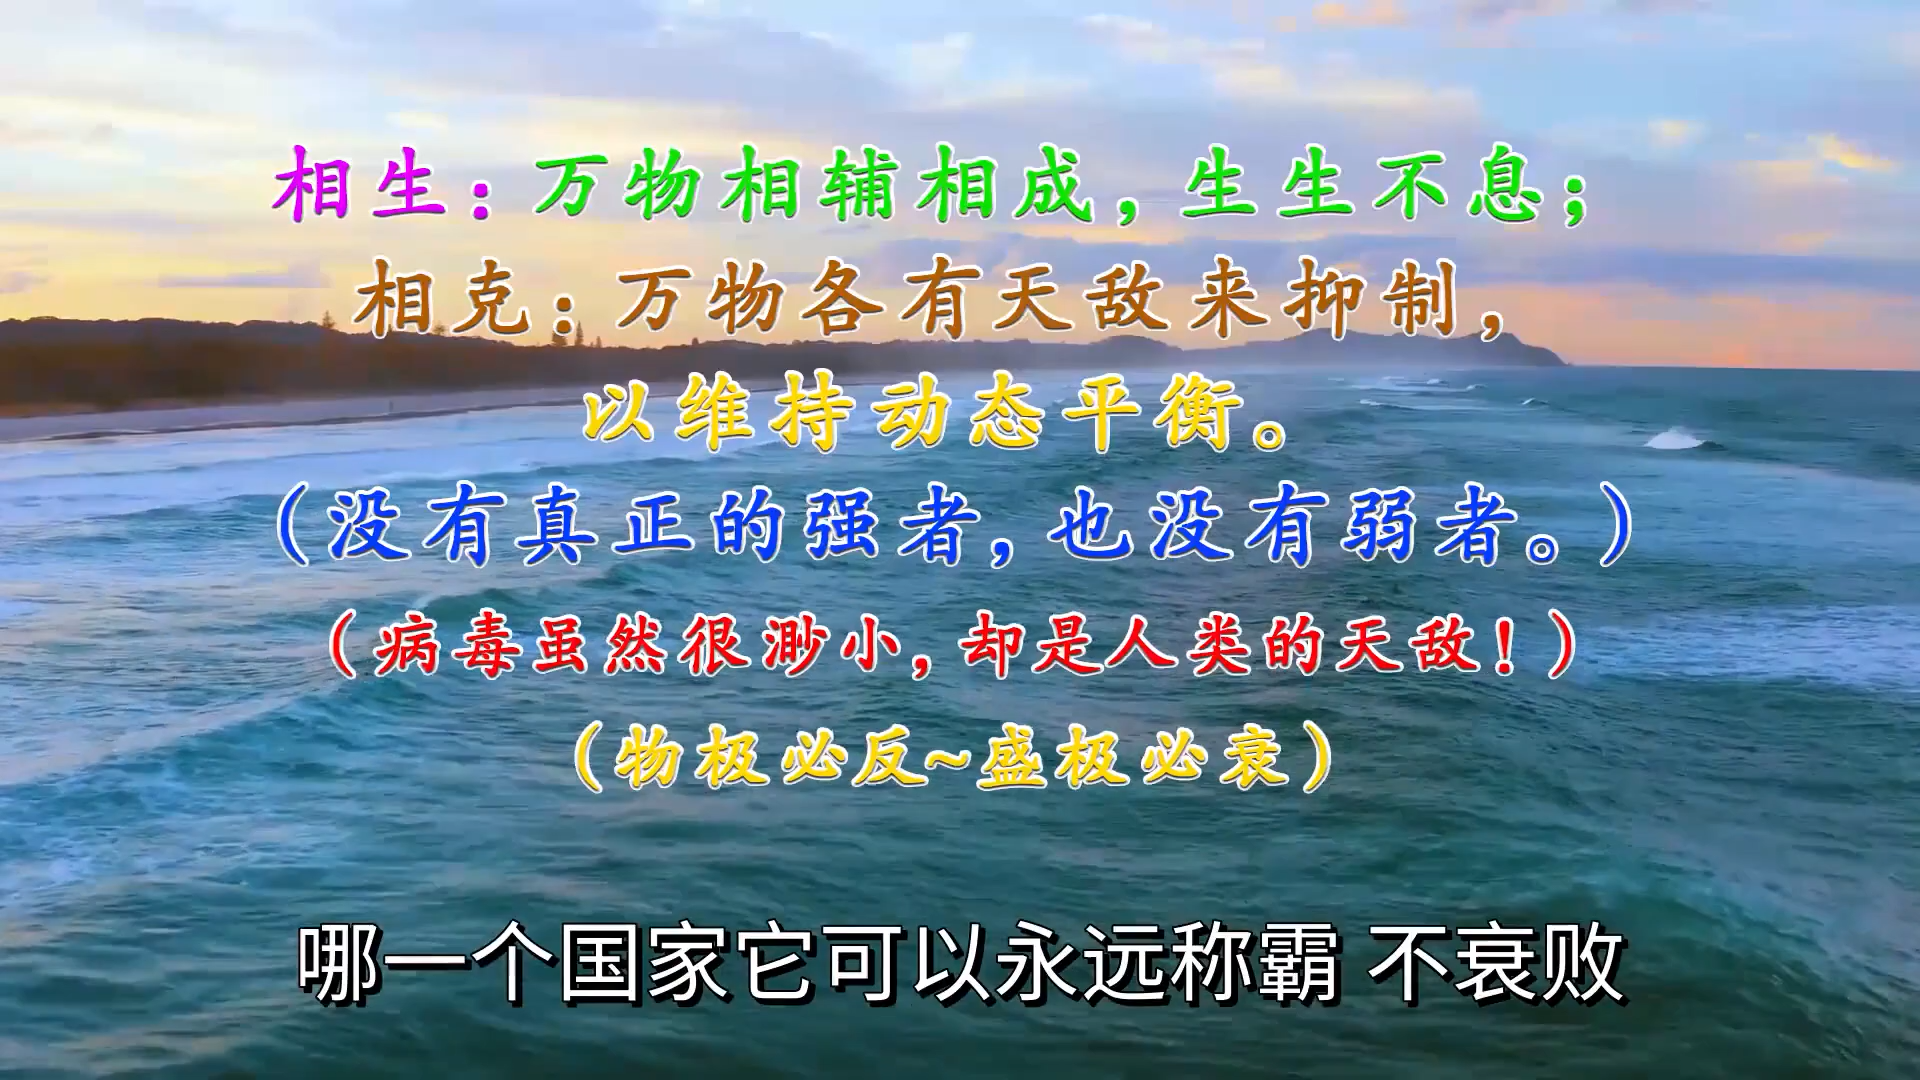 相生：万物相辅相成，生生不息；
相克：万物各有天敌来抑制，
以维持动态平衡。
（没有真正的强者，也没有弱者。）
（病毒虽然很渺小，却是人类的天敌！）
（物极必反~盛极必衰）
哪一个国家它可以永远称霸 不衰败